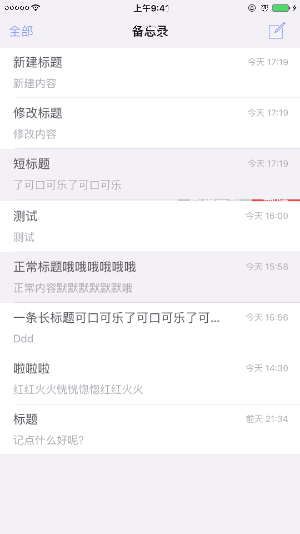 上午9:41
全部
备忘录
新建标题
今天 17:19
新建内容
修改标题
今天 17:19
修改内容
短标题
今天 17:19
了可口可乐了可口可乐
测试
今天 16:00
测试
正常标题哦哦哦哦哦哦
今天 15:58
正常内容默默默默默默哦
一条长标题可口可乐了可口可乐了可...
今天 15:56
Ddd
啦啦啦
今天 14:30
红红火火恍恍惚惚红红火火
标题
前天 21:34
记点什么好呢?